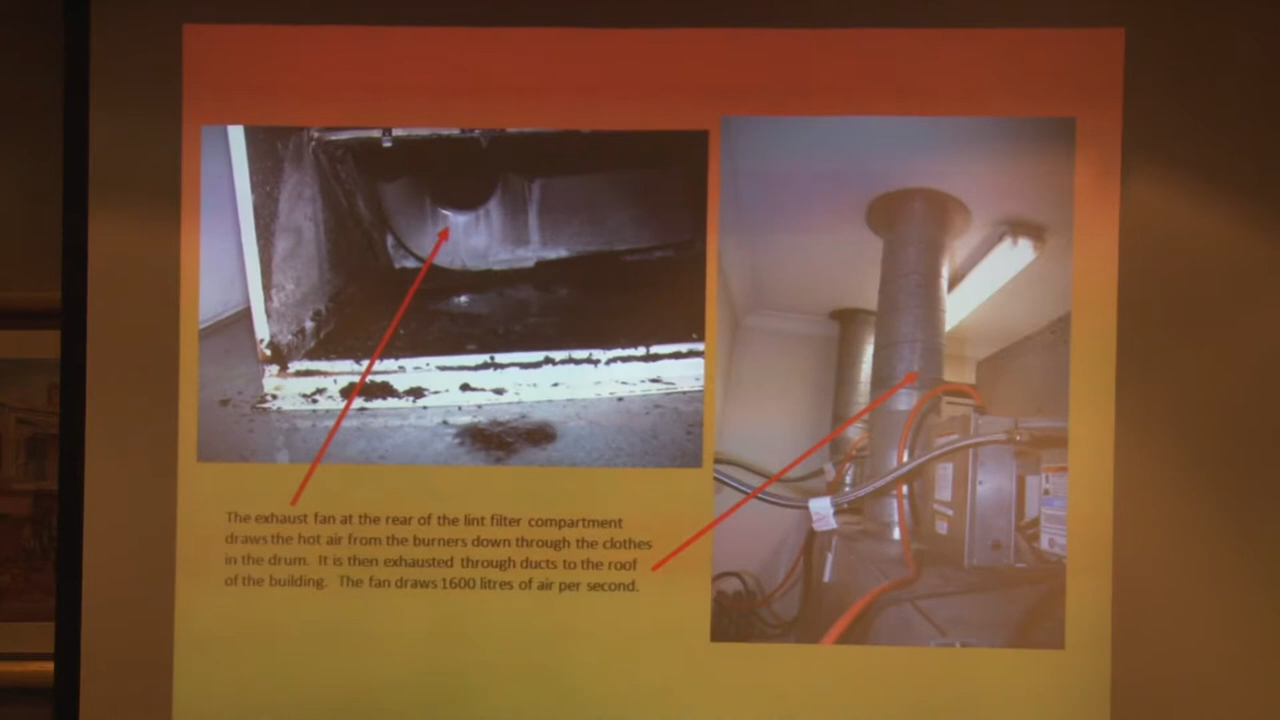 The exhaust fan at the rear of the lint filter compartment
draws the hot air from the burners down through the clothes
in the drum. It is then exhausted through ducts to the roof
of the building. The fan draws 1600 litres of air per second.